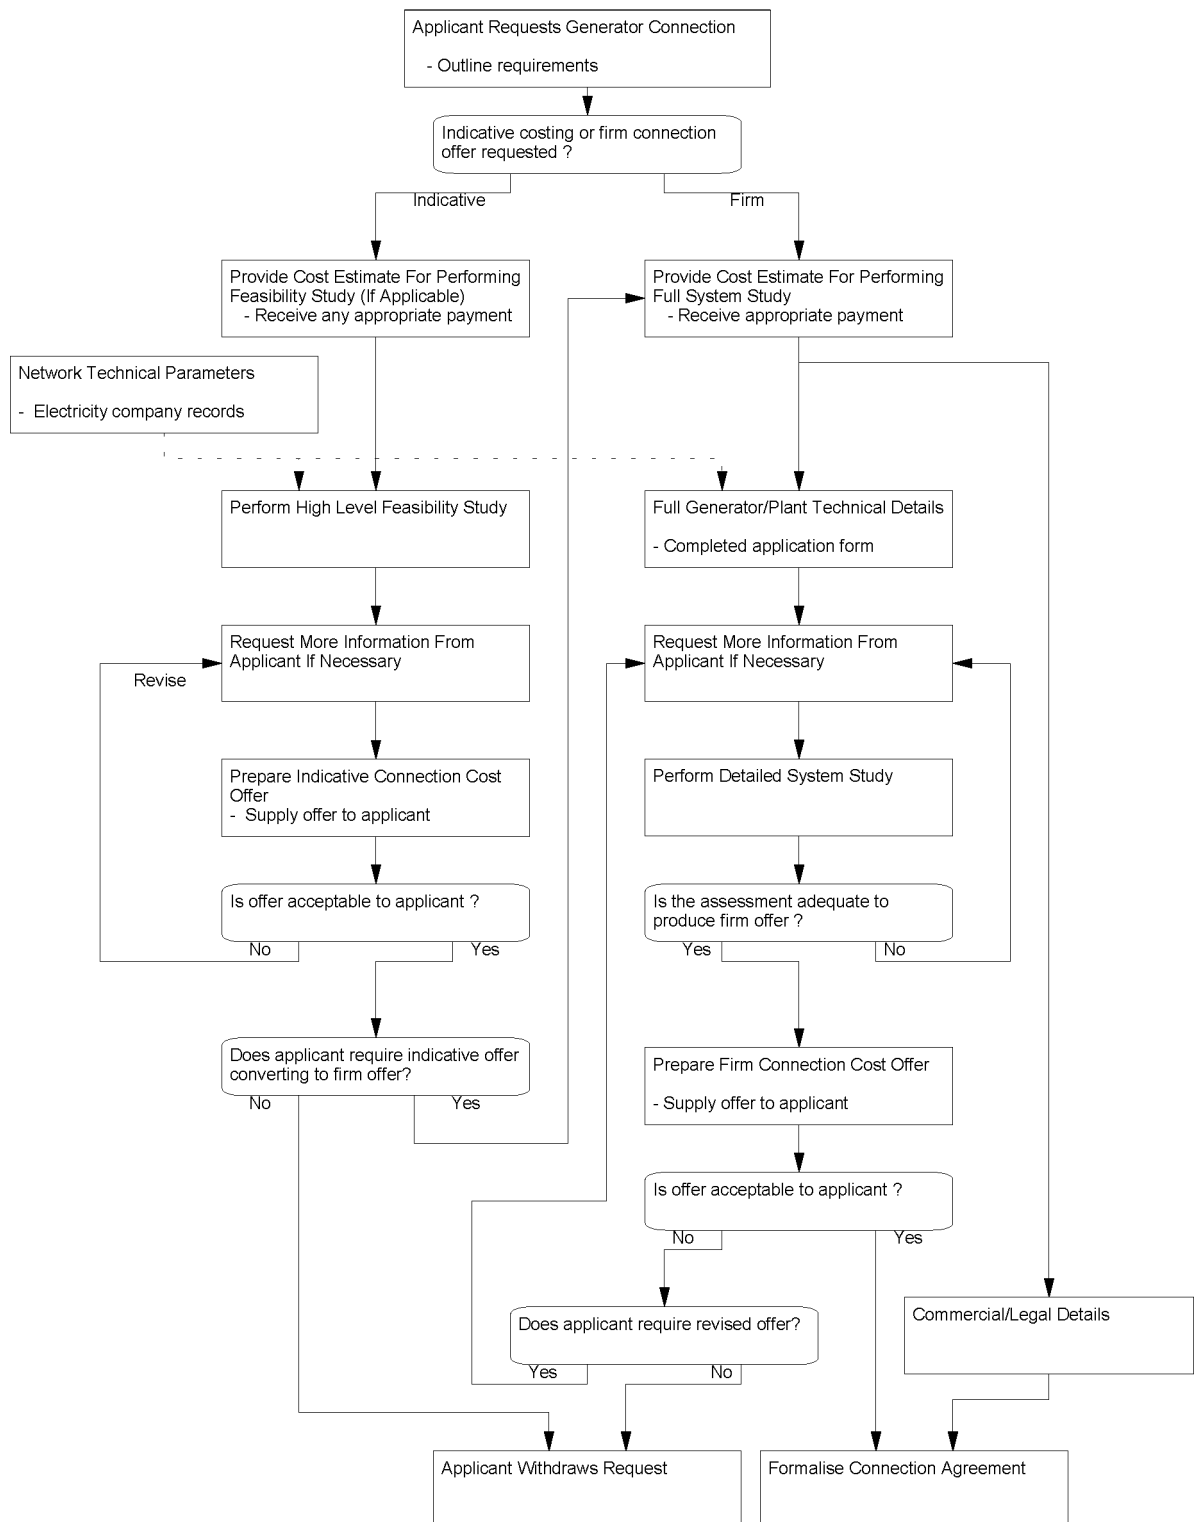 Applicant Requests Generator Connection
- Outline requirements
Indicative costing or firm connection
offer requested ?
Indicative
Firm
Provide Cost Estimate For Performing
Feasibility Study (If Applicable)
- Receive any appropriate payment
Provide Cost Estimate For Performing
Full System Study
- Receive appropriate payment
Network Technical Parameters
- Electricity company records
Perform High Level Feasibility Study
Full Generator/Plant Technical Details
- Completed application form
Request More Information From
Applicant If Necessary
Request More Information From
Applicant If Necessary
Revise
Prepare Indicative Connection Cost
Offer
- Supply offer to applicant
Perform Detailed System Study
Is offer acceptable to applicant ?
Is the assessment adequate to
produce firm offer ?
No
Yes
Yes
No
Does applicant require indicative offer
converting to firm offer?
Prepare Firm Connection Cost Offer
- Supply offer to applicant
No
Yes
Is offer acceptable to applicant ?
No
Yes
Does applicant require revised offer?
Commercial/Legal Details
Yes
No
Applicant Withdraws Request
Formalise Connection Agreement